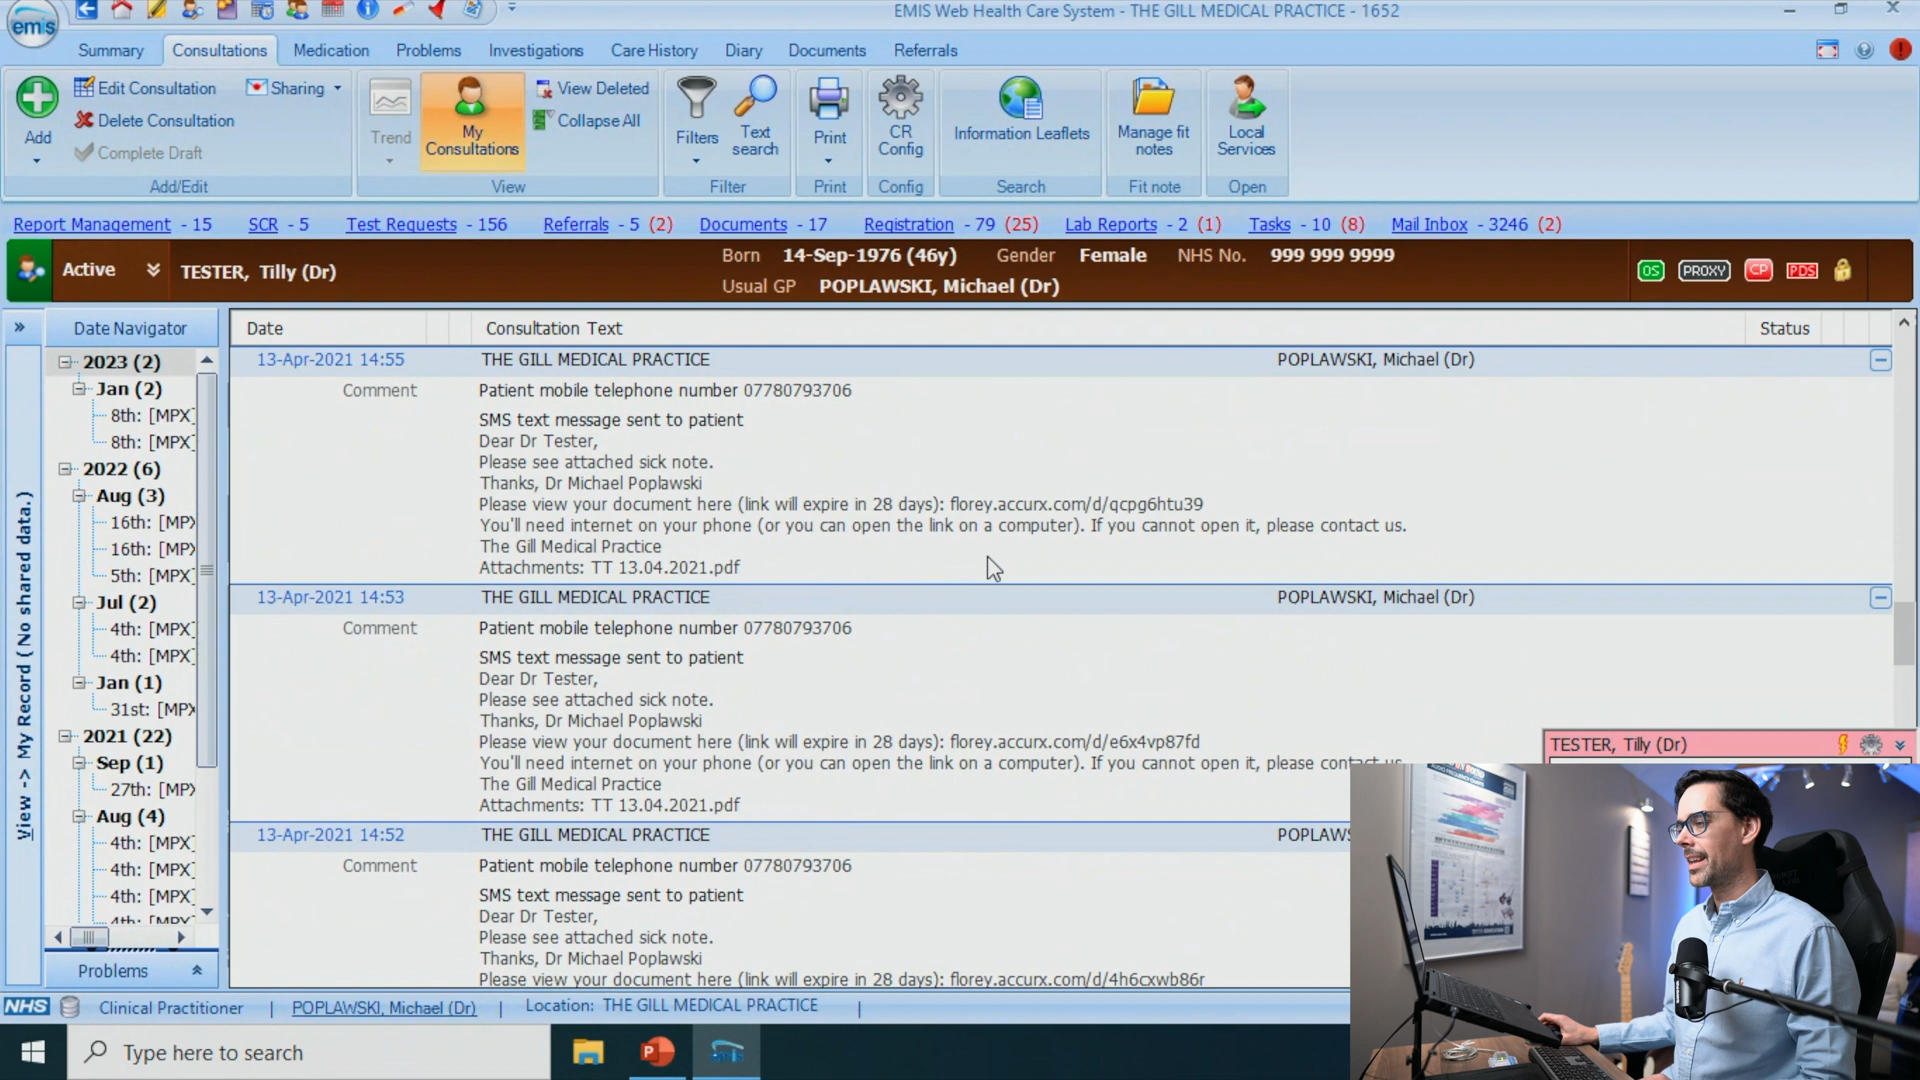 EMIS Web Health Care System - THE GILL MEDICAL PRACTICE - 1652
emis
Summary Consultations Medication Problems Investigations Care History Diary Documents Referrals
Add
Edit Consultation
Delete Consultation
Complete Draft
Sharing
Add/Edit
Trend
My Consultations
View Deleted
Collapse All
View
Filters
Text search
Filter
Print
Print
CR Config
Config
Information Leaflets
Search
Manage fit notes
Fit note
Local Services
Open
Report Management - 15 SCR - 5 Test Requests - 156 Referrals - 5 (2) Documents - 17 Registration - 79 (25) Lab Reports - 2 (1) Tasks - 10 (8) Mail Inbox - 3246 (2)
Active TESTER, Tilly (Dr)
Born 14-Sep-1976 (46y) Gender Female NHS No. 999 999 9999
Usual GP POPLAWSKI, Michael (Dr)
OS PROXY CP PDS
View -> My Record ( No shared data.)
Date Navigator
2023 (2)
Jan (2)
8th: [MPX]
8th: [MPX]
2022 (6)
Aug (3)
16th: [MPX
16th: [MPX
5th: [MPX]
Jul (2)
4th: [MPX]
4th: [MPX]
Jan (1)
31st: [MPX
2021 (22)
Sep (1)
27th: [MPX
Aug (4)
4th: [MPX]
4th: [MPX]
4th: [MPX]
4th: [MPX]
Problems
Date Consultation Text Status
13-Apr-2021 14:55 THE GILL MEDICAL PRACTICE POPLAWSKI, Michael (Dr)
Comment Patient mobile telephone number 07780793706
SMS text message sent to patient
Dear Dr Tester,
Please see attached sick note.
Thanks, Dr Michael Poplawski
Please view your document here (link will expire in 28 days): florey.accurx.com/d/qcpg6htu39
You'll need internet on your phone (or you can open the link on a computer). If you cannot open it, please contact us.
The Gill Medical Practice
Attachments: TT 13.04.2021.pdf
13-Apr-2021 14:53 THE GILL MEDICAL PRACTICE POPLAWSKI, Michael (Dr)
Comment Patient mobile telephone number 07780793706
SMS text message sent to patient
Dear Dr Tester,
Please see attached sick note.
Thanks, Dr Michael Poplawski
Please view your document here (link will expire in 28 days): florey.accurx.com/d/e6x4vp87fd
You'll need internet on your phone (or you can open the link on a computer). If you cannot open it, please contact us.
The Gill Medical Practice
Attachments: TT 13.04.2021.pdf
13-Apr-2021 14:52 THE GILL MEDICAL PRACTICE POPLAWS
Comment Patient mobile telephone number 07780793706
SMS text message sent to patient
Dear Dr Tester,
Please see attached sick note.
Thanks, Dr Michael Poplawski
Please view your document here (link will expire in 28 days): florey.accurx.com/d/4h6cxwb86r
TESTER, Tilly (Dr)
NHS Clinical Practitioner | POPLAWSKI, Michael (Dr) | Location: THE GILL MEDICAL PRACTICE |
Type here to search